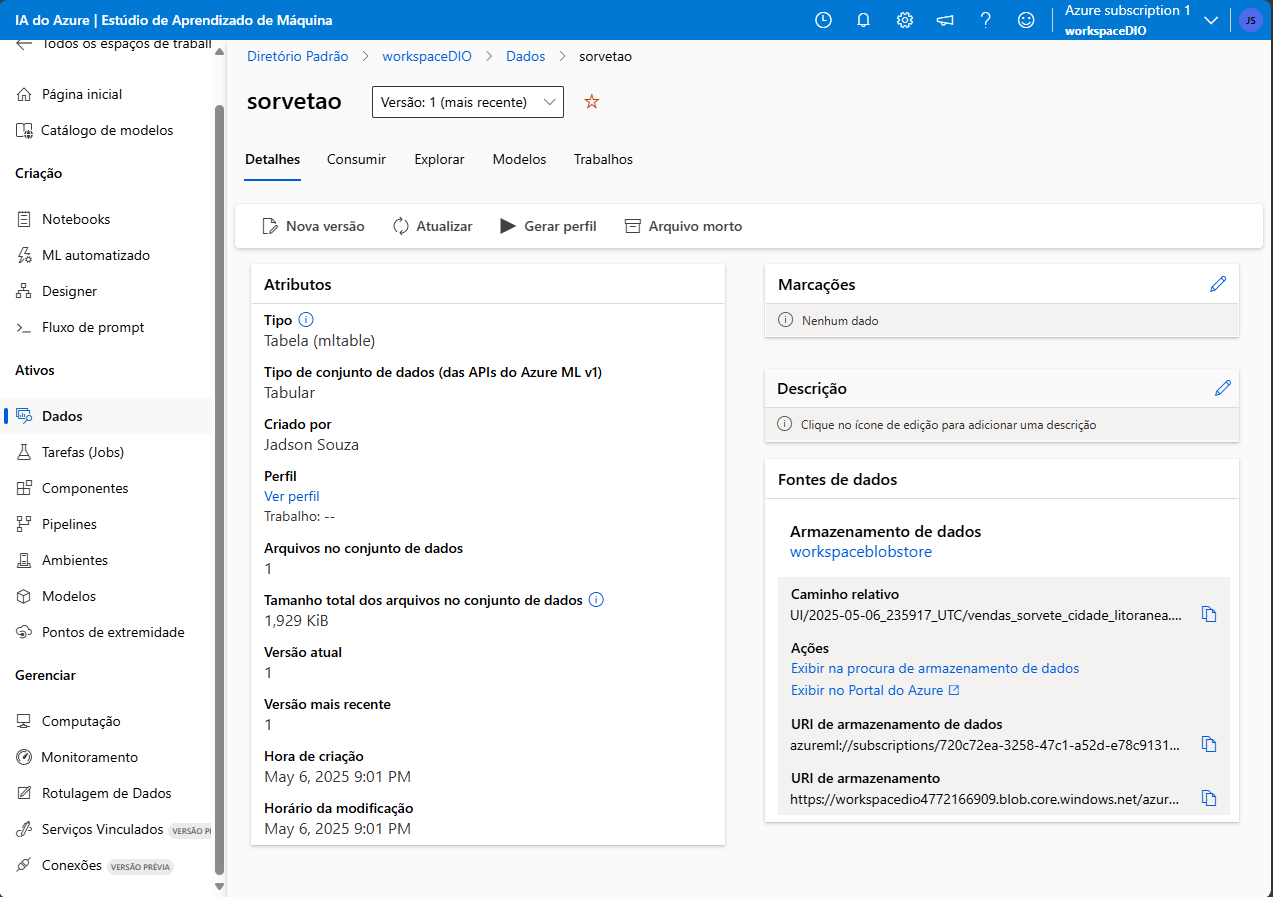 IA do Azure | Estúdio de Aprendizado de Máquina
Azure subscription 1
workspaceDIO
JS
Todos os espaços de traball
Página inicial
Catálogo de modelos
Criação
Notebooks
ML automatizado
Designer
Fluxo de prompt
Ativos
Dados
Tarefas (Jobs)
Componentes
Pipelines
Ambientes
Modelos
Pontos de extremidade
Gerenciar
Computação
Monitoramento
Rotulagem de Dados
Serviços Vinculados VERSÃO PI
Conexões VERSÃO PRÉVIA
Diretório Padrão > workspaceDIO > Dados > sorvetao
sorvetao
Versão: 1 (mais recente)
Detalhes Consumir Explorar Modelos Trabalhos
Nova versão Atualizar Gerar perfil Arquivo morto
Atributos
Tipo
Tabela (mltable)
Tipo de conjunto de dados (das APIs do Azure ML v1)
Tabular
Criado por
Jadson Souza
Perfil
Ver perfil
Trabalho: --
Arquivos no conjunto de dados
1
Tamanho total dos arquivos no conjunto de dados
1,929 KiB
Versão atual
1
Versão mais recente
1
Hora de criação
May 6, 2025 9:01 PM
Horário da modificação
May 6, 2025 9:01 PM
Marcações
Nenhum dado
Descrição
Clique no ícone de edição para adicionar uma descrição
Fontes de dados
Armazenamento de dados
workspaceblobstore
Caminho relativo
UI/2025-05-06_235917_UTC/vendas_sorvete_cidade_litoranea....
Ações
Exibir na procura de armazenamento de dados
Exibir no Portal do Azure
URI de armazenamento de dados
azureml://subscriptions/720c72ea-3258-47c1-a52d-e78c9131...
URI de armazenamento
https://workspacedio4772166909.blob.core.windows.net/azur...